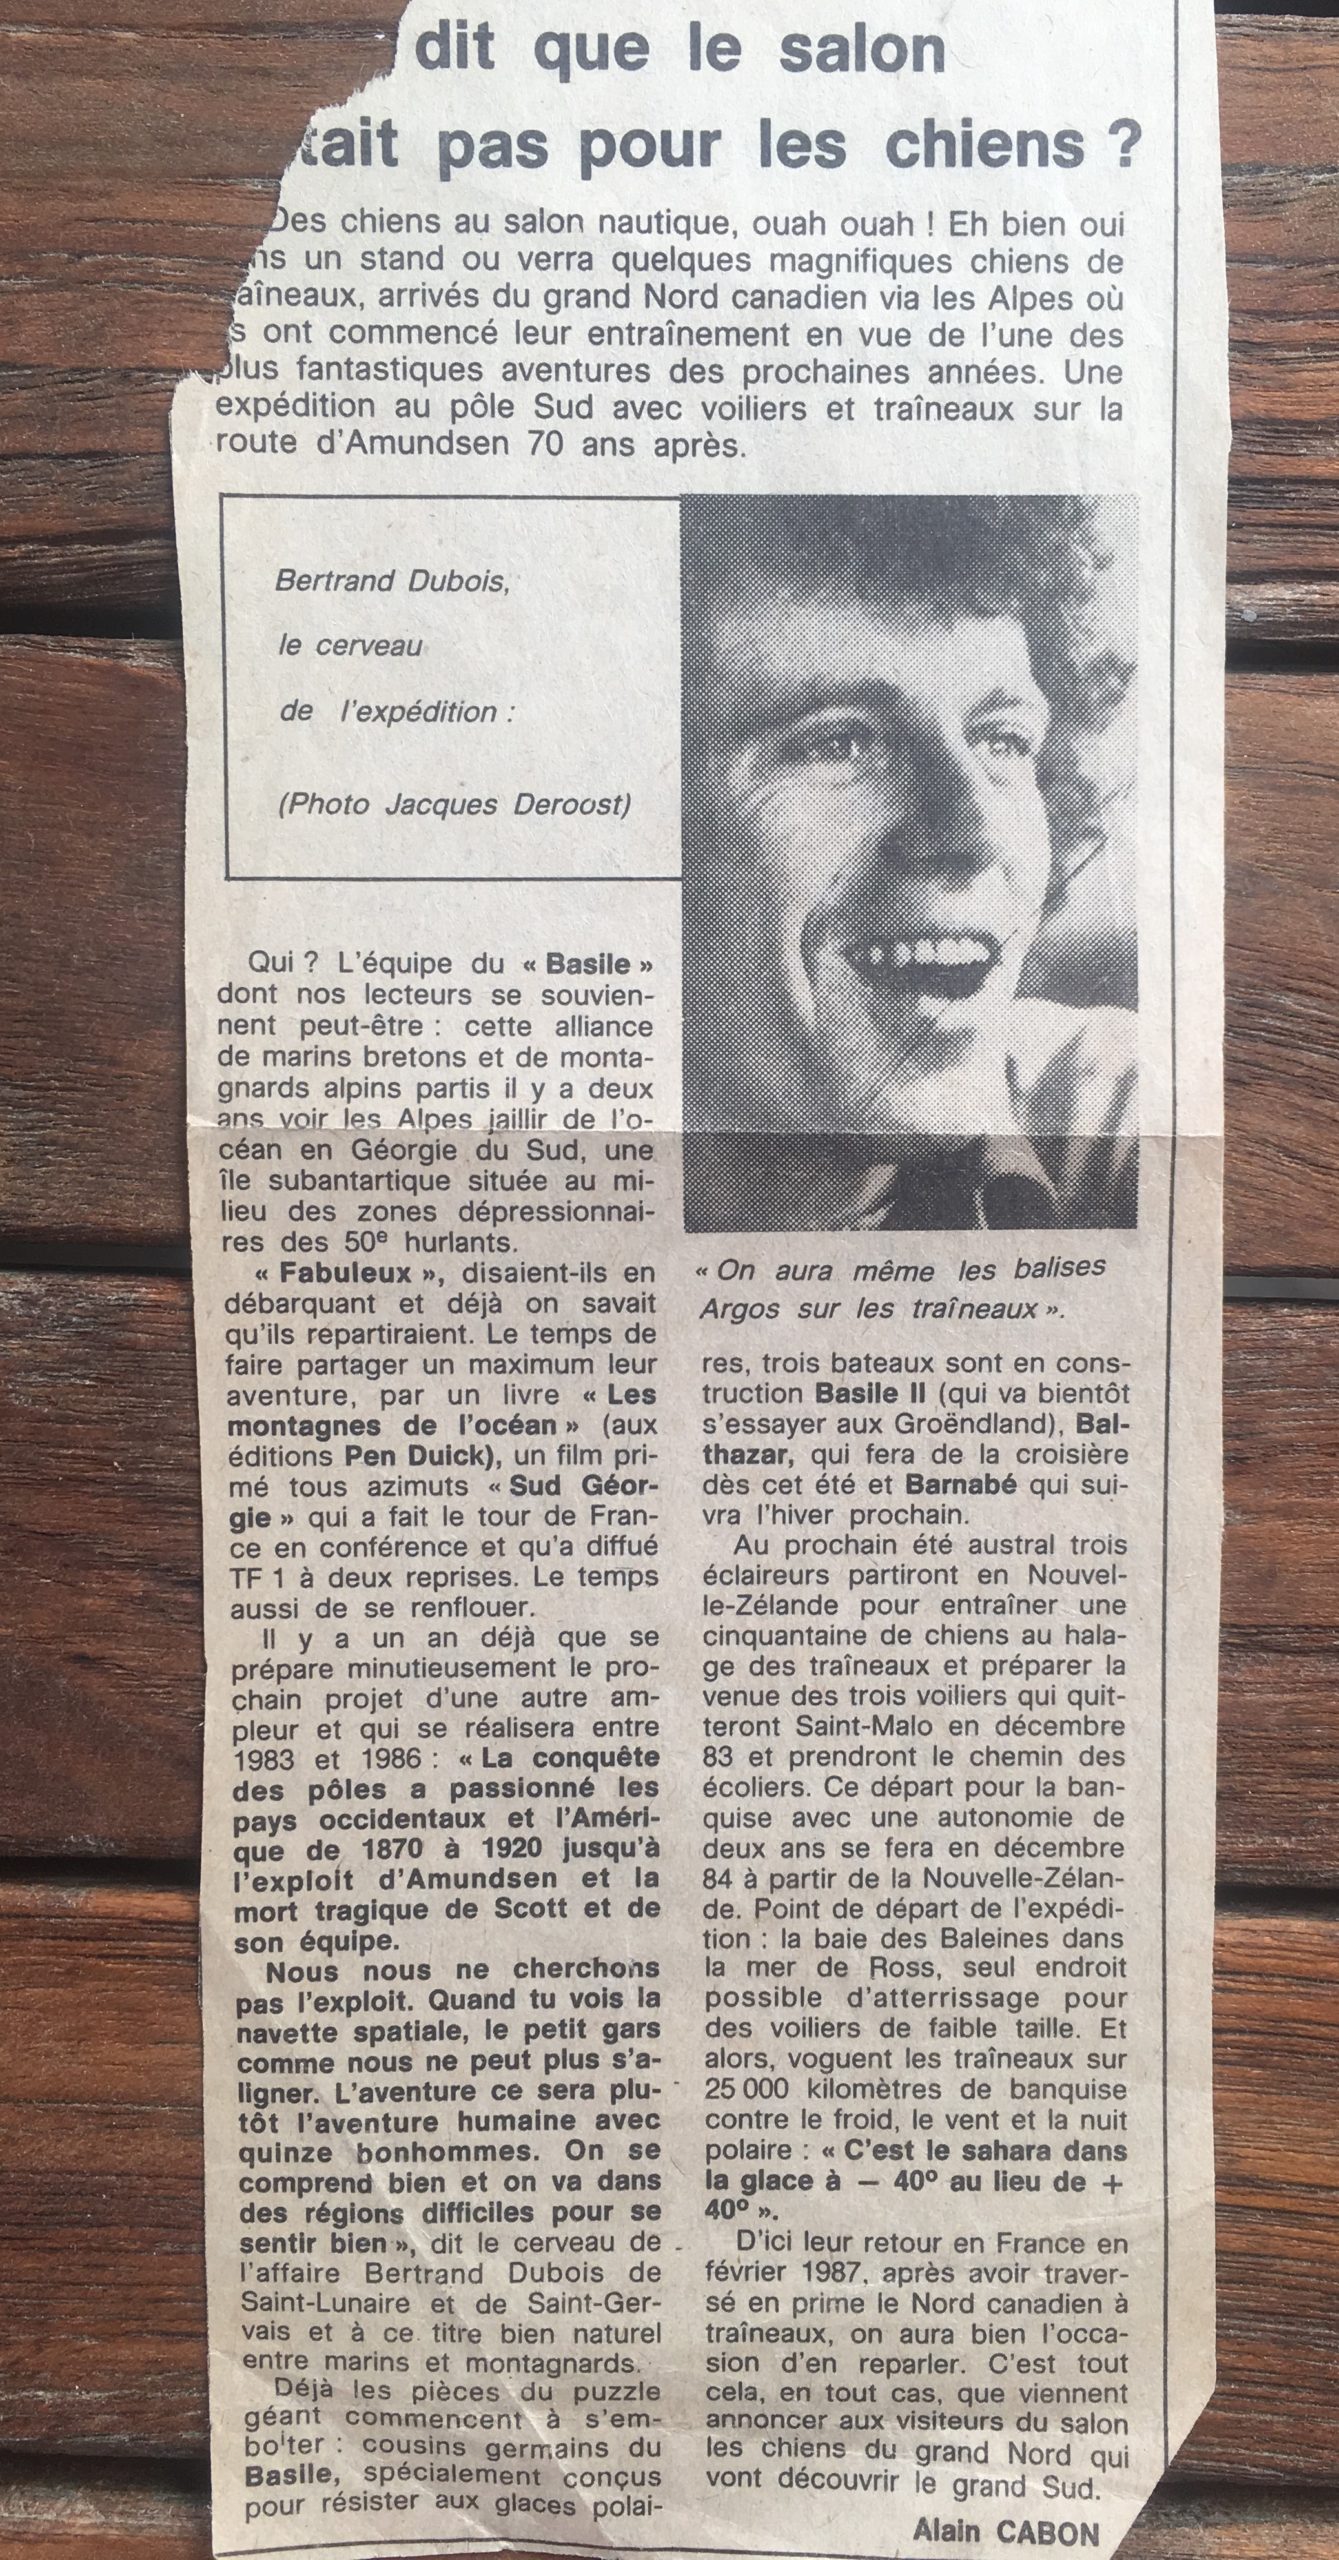 dit que le salon
tait pas pour les chiens ?
Des chiens au salon nautique, ouah ouah ! Eh bien oui
ns un stand ou verra quelques magnifiques chiens de
aîneaux, arrivés du grand Nord canadien via les Alpes où
s ont commencé leur entraînement en vue de l'une des
plus fantastiques aventures des prochaines années. Une
expédition au pôle Sud avec voiliers et traîneaux sur la
route d'Amundsen 70 ans après.
Bertrand Dubois,
le cerveau
de l'expédition :
(Photo Jacques Deroost)
Qui ? L'équipe du « Basile »
dont nos lecteurs se souvien-
nent peut-être : cette alliance
de marins bretons et de monta-
gnards alpins partis il y a deux
ans voir les Alpes jaillir de l'o-
céan en Géorgie du Sud, une
île subantartique située au mi-
lieu des zones dépressionnai-
res des 50e hurlants.
« Fabuleux », disaient-ils en
débarquant et déjà on savait
qu'ils repartiraient. Le temps de
faire partager un maximum leur
aventure, par un livre « Les
montagnes de l'océan » (aux
éditions Pen Duick), un film pri-
mé tous azimuts « Sud Géor-
gie » qui a fait le tour de Fran-
ce en conférence et qu'a diffué
TF 1 à deux reprises. Le temps
aussi de se renflouer.
Il y a un an déjà que se
prépare minutieusement le pro-
chain projet d'une autre am-
pleur et qui se réalisera entre
1983 et 1986 : « La conquête
des pôles a passionné les
pays occidentaux et l'Améri-
que de 1870 à 1920 jusqu'à
l'exploit d'Amundsen et la
mort tragique de Scott et de
son équipe.
Nous nous ne cherchons
pas l'exploit. Quand tu vois la
navette spatiale, le petit gars
comme nous ne peut plus s'a-
ligner. L'aventure ce sera plu-
tôt l'aventure humaine avec
quinze bonhommes. On se
comprend bien et on va dans
des régions difficiles pour se
sentir bien », dit le cerveau de
l'affaire Bertrand Dubois de
Saint-Lunaire et de Saint-Ger-
vais et à ce titre bien naturel
entre marins et montagnards.
Déjà les pièces du puzzle
géant commencent à s'em-
boîter : cousins germains du
Basile, spécialement conçus
pour résister aux glaces polai-
« On aura même les balises
Argos sur les traîneaux ».
res, trois bateaux sont en cons-
truction Basile II (qui va bientôt
s'essayer aux Groëndland), Bal-
thazar, qui fera de la croisière
dès cet été et Barnabé qui sui-
vra l'hiver prochain.
Au prochain été austral trois
éclaireurs partiront en Nouvel-
le-Zélande pour entraîner une
cinquantaine de chiens au hala-
ge des traîneaux et préparer la
venue des trois voiliers qui quit-
teront Saint-Malo en décembre
83 et prendront le chemin des
écoliers. Ce départ pour la ban-
quise avec une autonomie de
deux ans se fera en décembre
84 à partir de la Nouvelle-Zélan-
de. Point de départ de l'expédi-
tion : la baie des Baleines dans
la mer de Ross, seul endroit
possible d'atterrissage pour
des voiliers de faible taille. Et
alors, voguent les traîneaux sur
25 000 kilomètres de banquise
contre le froid, le vent et la nuit
polaire : « C'est le sahara dans
la glace à – 40º au lieu de +
40º ».
D'ici leur retour en France en
février 1987, après avoir traver-
sé en prime le Nord canadien à
traîneaux, on aura bien l'occa-
sion d'en reparler. C'est tout
cela, en tout cas, que viennent
annoncer aux visiteurs du salon
les chiens du grand Nord qui
vont découvrir le grand Sud.
Alain CABON